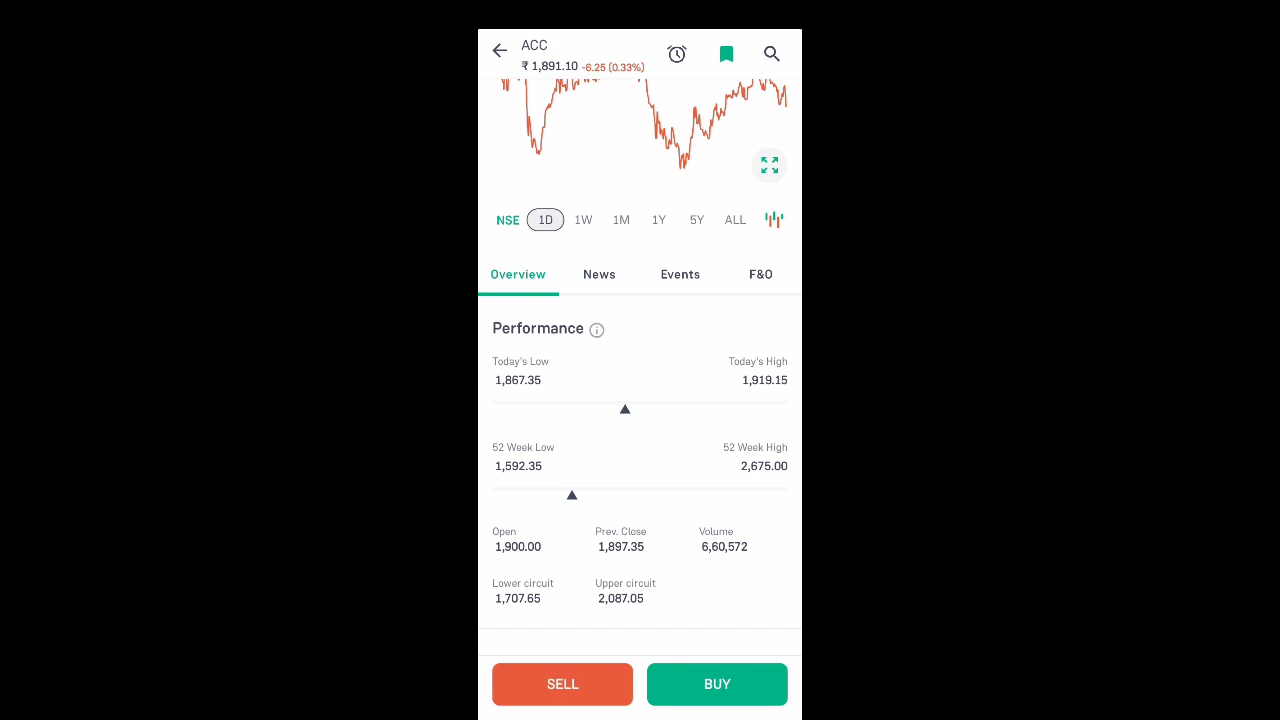 ACC
₹ 1,891.10 -6.25 (0.33%)
NSE 1D 1W 1M 1Y 5Y ALL
Overview News Events F&O
Performance
Today's Low Today's High
1,867.35 1,919.15
52 Week Low 52 Week High
1,592.35 2,675.00
Open Prev. Close Volume
1,900.00 1,897.35 6,60,572
Lower circuit Upper circuit
1,707.65 2,087.05
SELL BUY